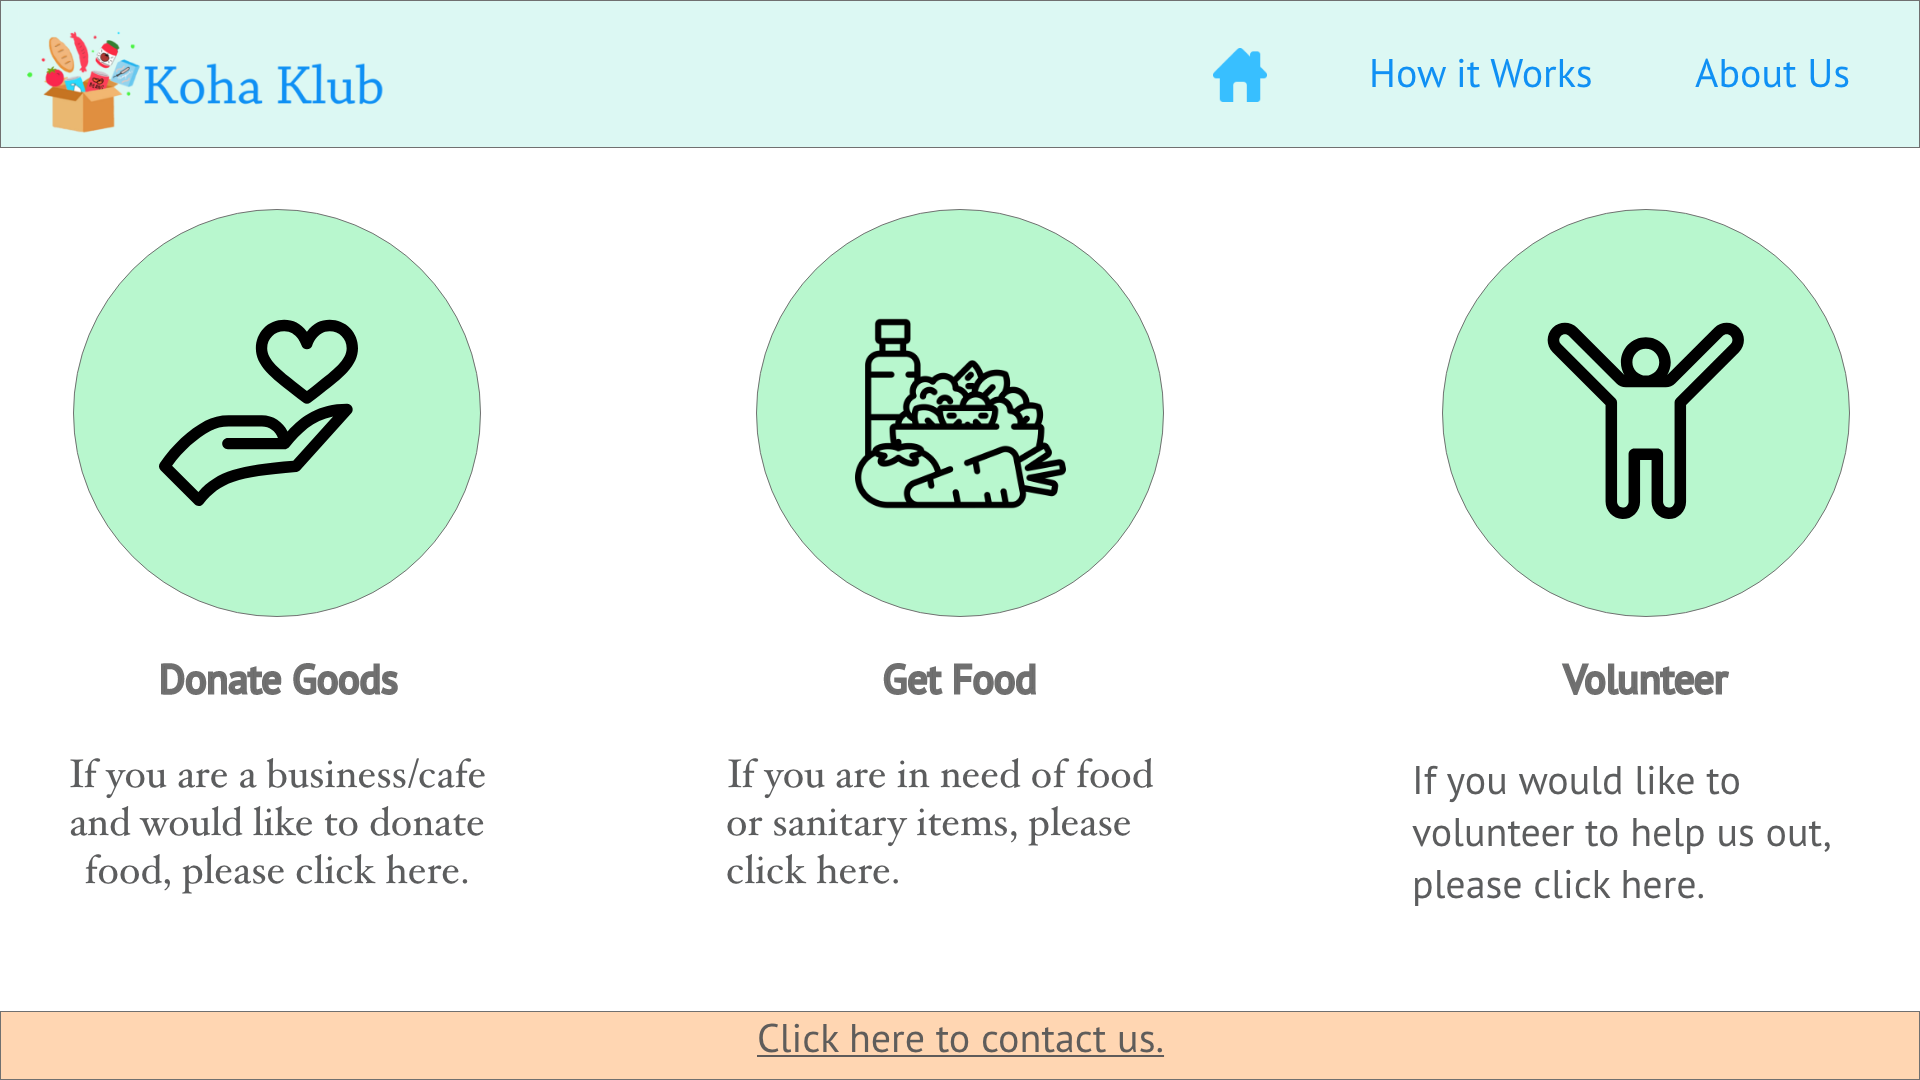 Koha Klub
How it Works
About Us
Donate Goods
If you are a business/cafe
and would like to donate
food, please click here.
Get Food
If you are in need of food
or sanitary items, please
click here.
Volunteer
If you would like to
volunteer to help us out,
please click here.
Click here to contact us.